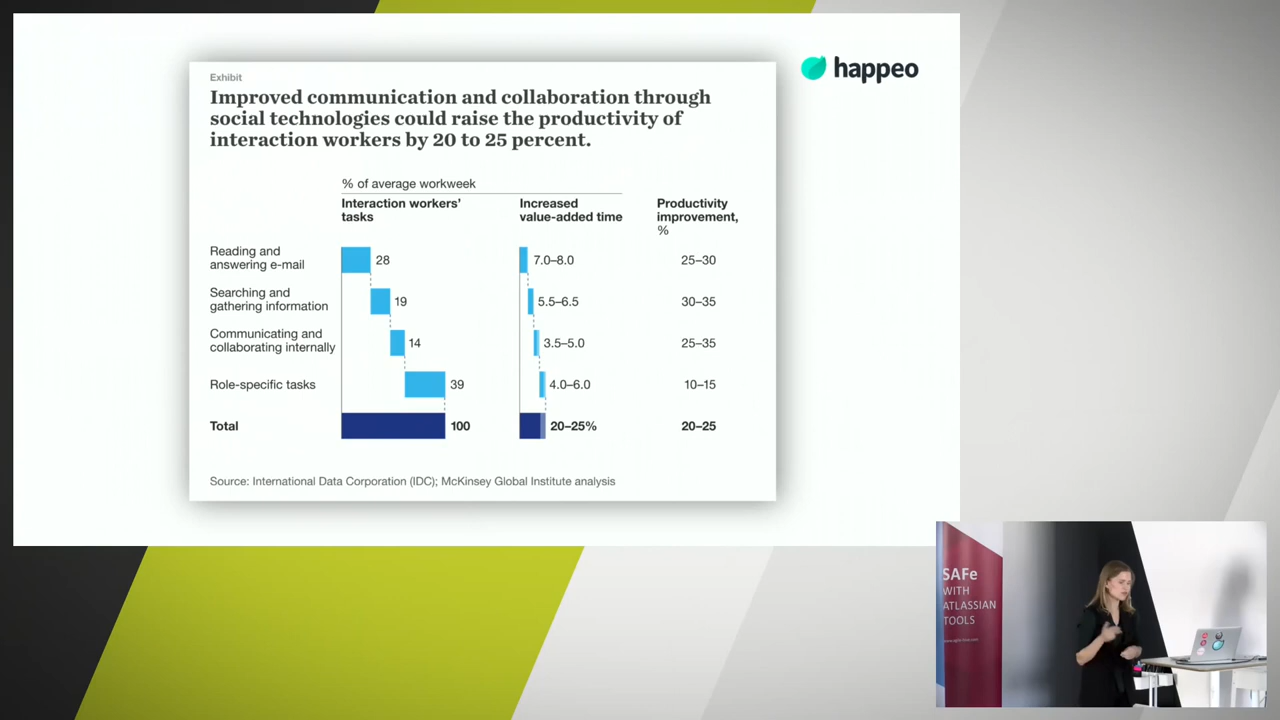 happeo
Exhibit
Improved communication and collaboration through
social technologies could raise the productivity of
interaction workers by 20 to 25 percent.
% of average workweek
Interaction workers’
tasks
Increased
value-added time
Productivity
improvement,
%
Reading and
answering e-mail
28
7.0–8.0
25–30
Searching and
gathering information
19
5.5–6.5
30–35
Communicating and
collaborating internally
14
3.5–5.0
25–35
Role-specific tasks
39
4.0–6.0
10–15
Total
100
20–25%
20–25
Source: International Data Corporation (IDC); McKinsey Global Institute analysis
SAFe
WITH
ATLASSIAN
TOOLS